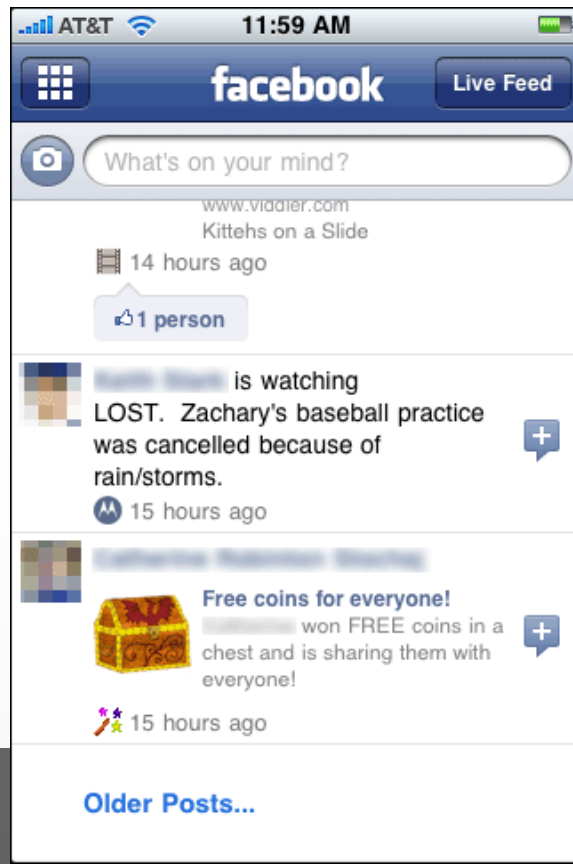 AT&T 11:59 AM
facebook Live Feed
What's on your mind?
www.viddler.com
Kittehs on a Slide
14 hours ago
1 person
is watching
LOST. Zachary's baseball practice
was cancelled because of
rain/storms.
15 hours ago
Free coins for everyone!
won FREE coins in a
chest and is sharing them with
everyone!
15 hours ago
Older Posts...